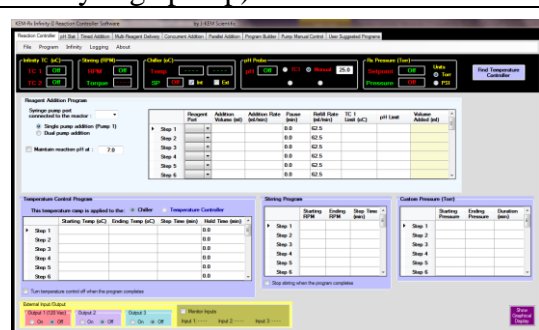 KEM-Rx Infinity-2 Reaction Controller Software by J-KEM Scientific
Reaction Controller pH Stat Timed Addition Multi-Reagent Delivery Concurrent Addition Parallel Addition Program Builder Pump Manual Control User Suggested Programs
File Program Infinity Logging About
Infinity TC (oC) Stirring (RPM) Chiller (oC) pH Probe Rx Pressure (Torr)
TC 1 Off RPM Off Temp pH Off Manual 25.0 Setpoint Off Units Torr Find Temperature Controller
TC 2 Off Torque SP Off Int Ext Pressure Off PSI
Reagent Addition Program
Syringe pump port connected to the reactor :
Single pump addition (Pump 1)
Dual pump addition
Maintain reaction pH at : 7.0
Reagent Port Addition Volume (ml) Addition Rate (ml/min) Pause (min) Refill Rate (ml/min) TC 1 Limit (oC) pH Limit Volume Added (ml)
Step 1 0.0 62.5
Step 2 0.0 62.5
Step 3 0.0 62.5
Step 4 0.0 62.5
Step 5 0.0 62.5
Step 6 0.0 62.5
Temperature Control Program
This temperature ramp is applied to the: Chiller Temperature Controller
Starting Temp (oC) Ending Temp (oC) Step Time (min) Hold Time (min)
Step 1 0.0
Step 2 0.0
Step 3 0.0
Step 4 0.0
Step 5 0.0
Step 6 0.0
Turn temperature control off when the program completes
Stirring Program
Starting RPM Ending RPM Step Time (min)
Step 1
Step 2
Step 3
Step 4
Step 5
Step 6
Stop stirring when the program completes
Custom Pressure (Torr)
Starting Pressure Ending Pressure Duration (min)
Step 1
Step 2
Step 3
Step 4
Step 5
Step 6
External Input/Output
Output 1 (120 Vac) Output 2 Output 3 Monitor Inputs
On Off On Off On Off Input 1 ---- Input 2 ---- Input 3 ----
Show Graphical Display